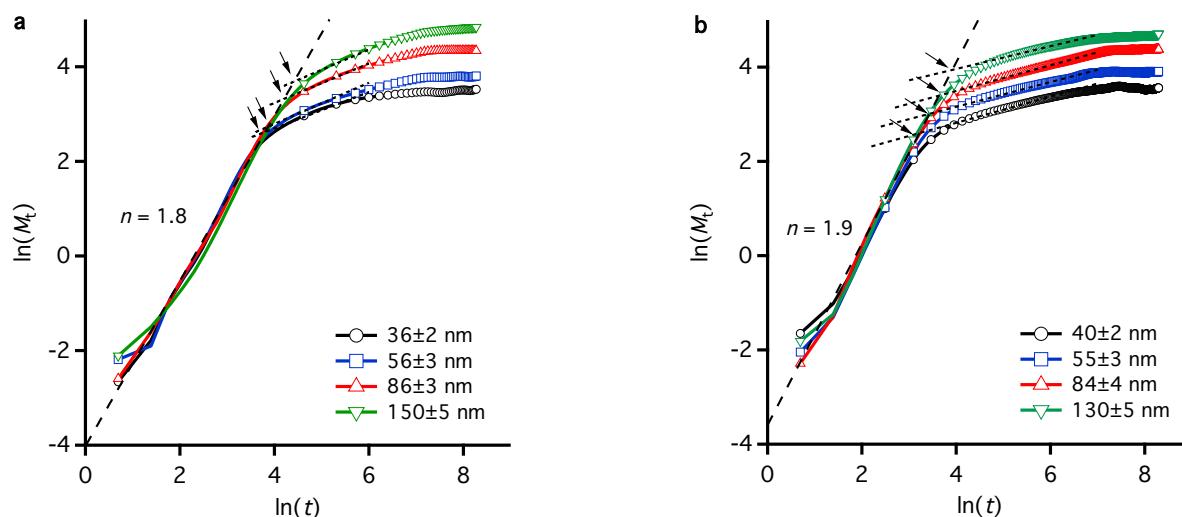 a
4
2
0
-2
-4
0
2
4
6
8
ln(Mt)
ln(t)
n = 1.8
36±2 nm
56±3 nm
86±3 nm
150±5 nm
b
4
2
0
-2
-4
0
2
4
6
8
ln(Mt)
ln(t)
n = 1.9
40±2 nm
55±3 nm
84±4 nm
130±5 nm